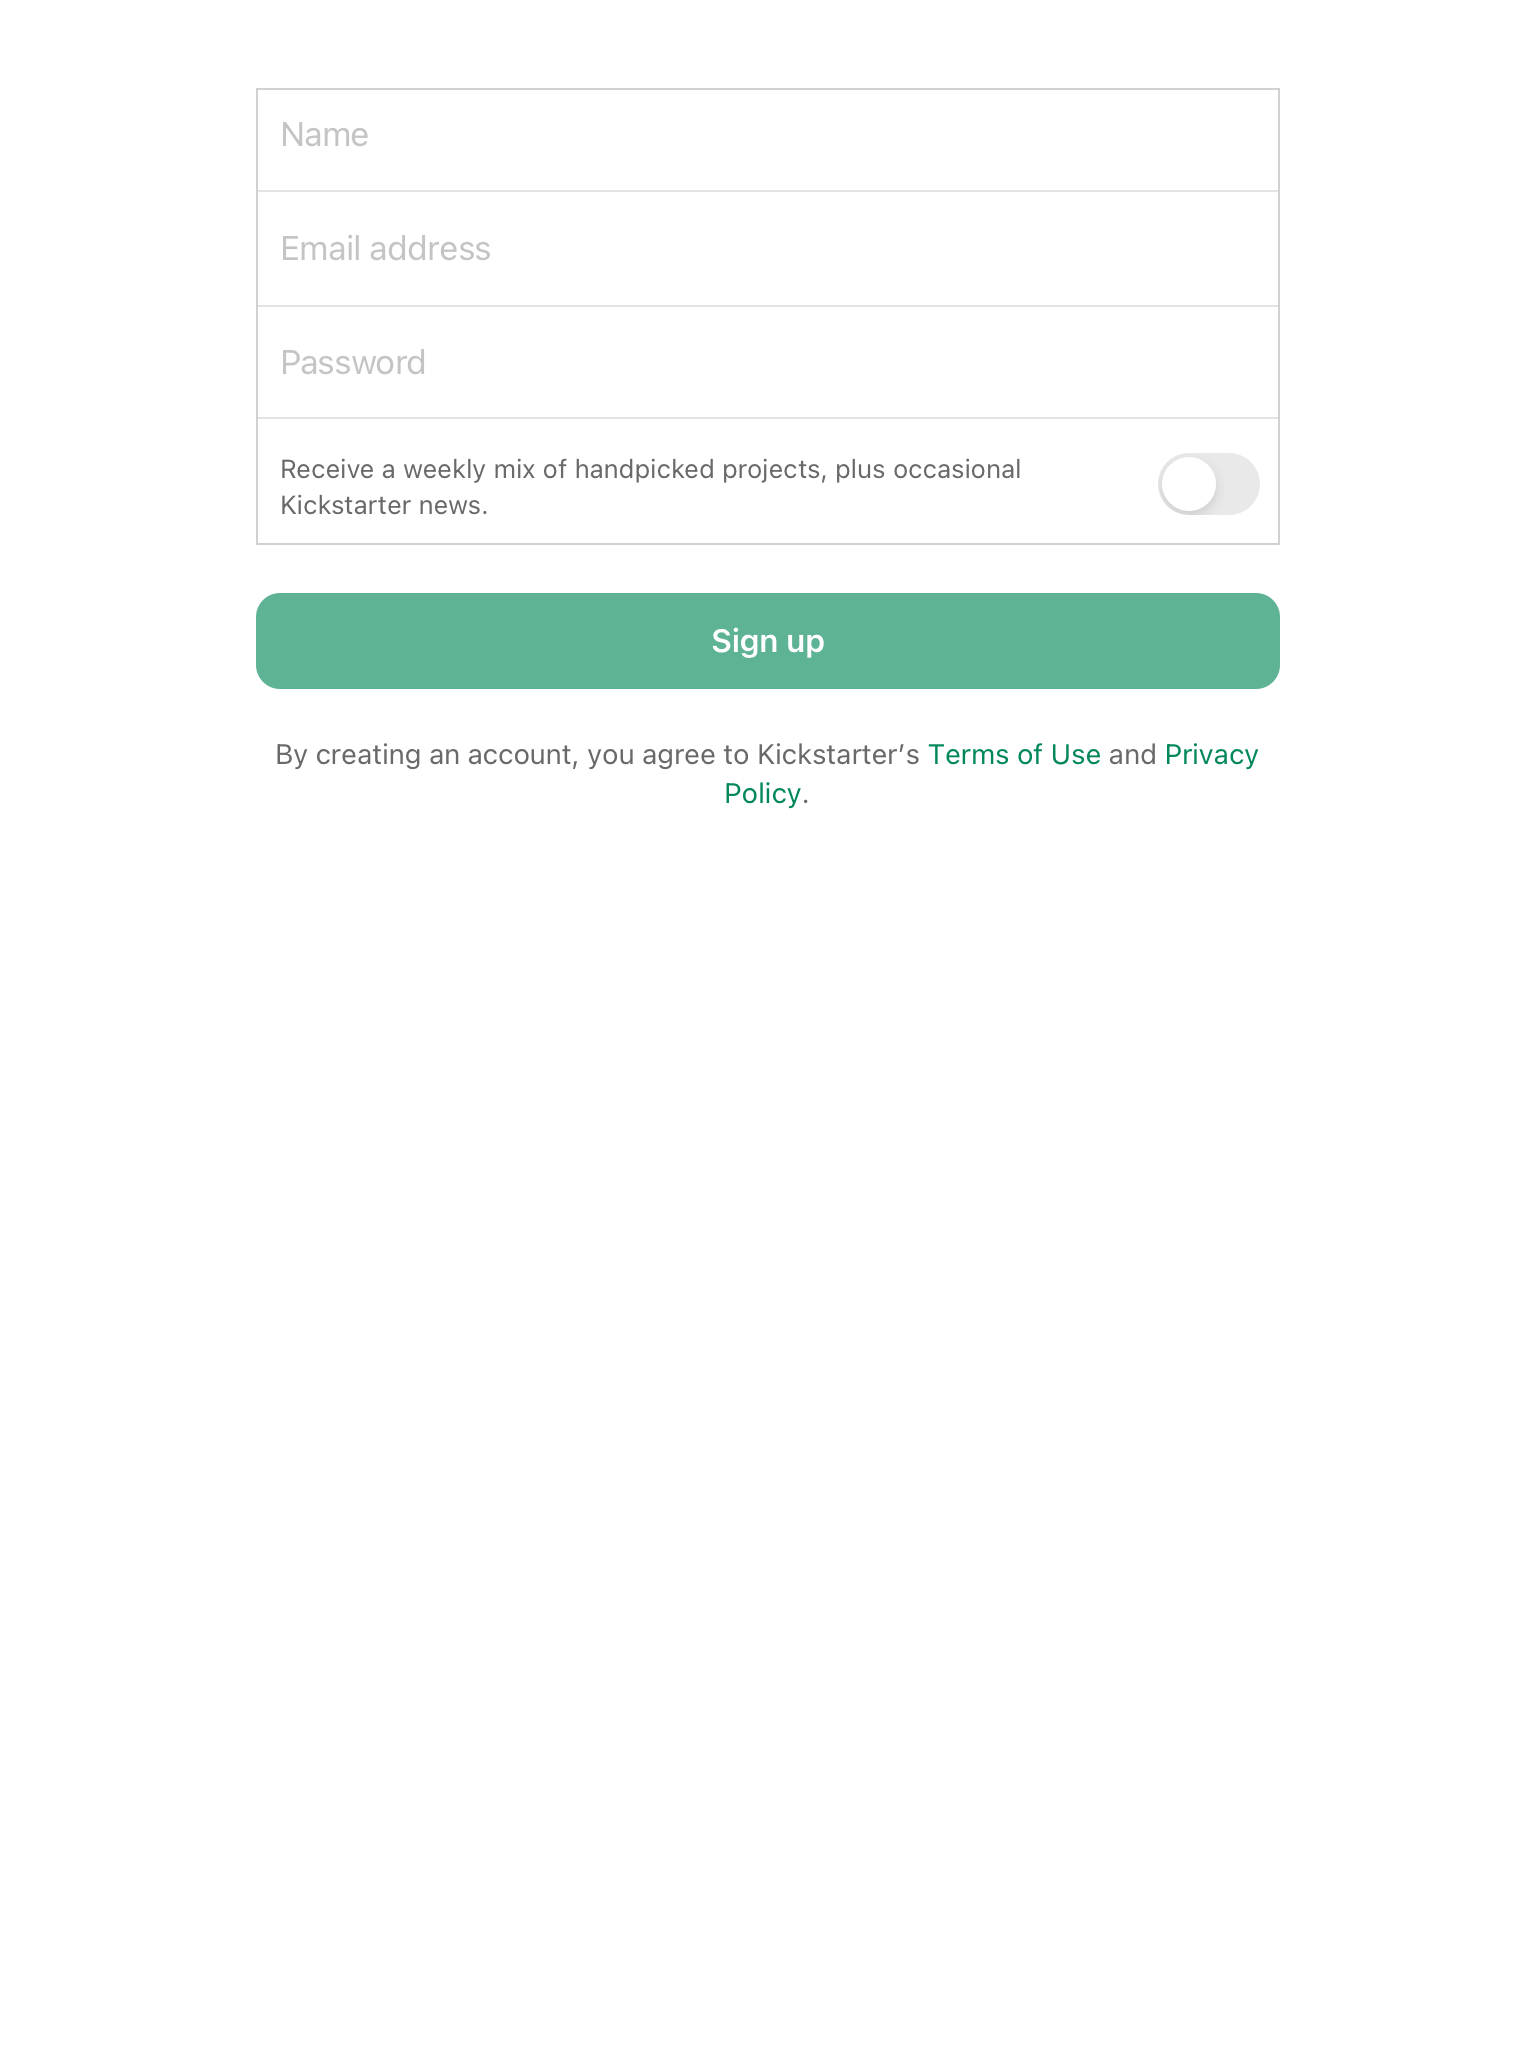 Name
Email address
Password
Receive a weekly mix of handpicked projects, plus occasional
Kickstarter news.
Sign up
By creating an account, you agree to Kickstarter’s Terms of Use and Privacy
Policy.